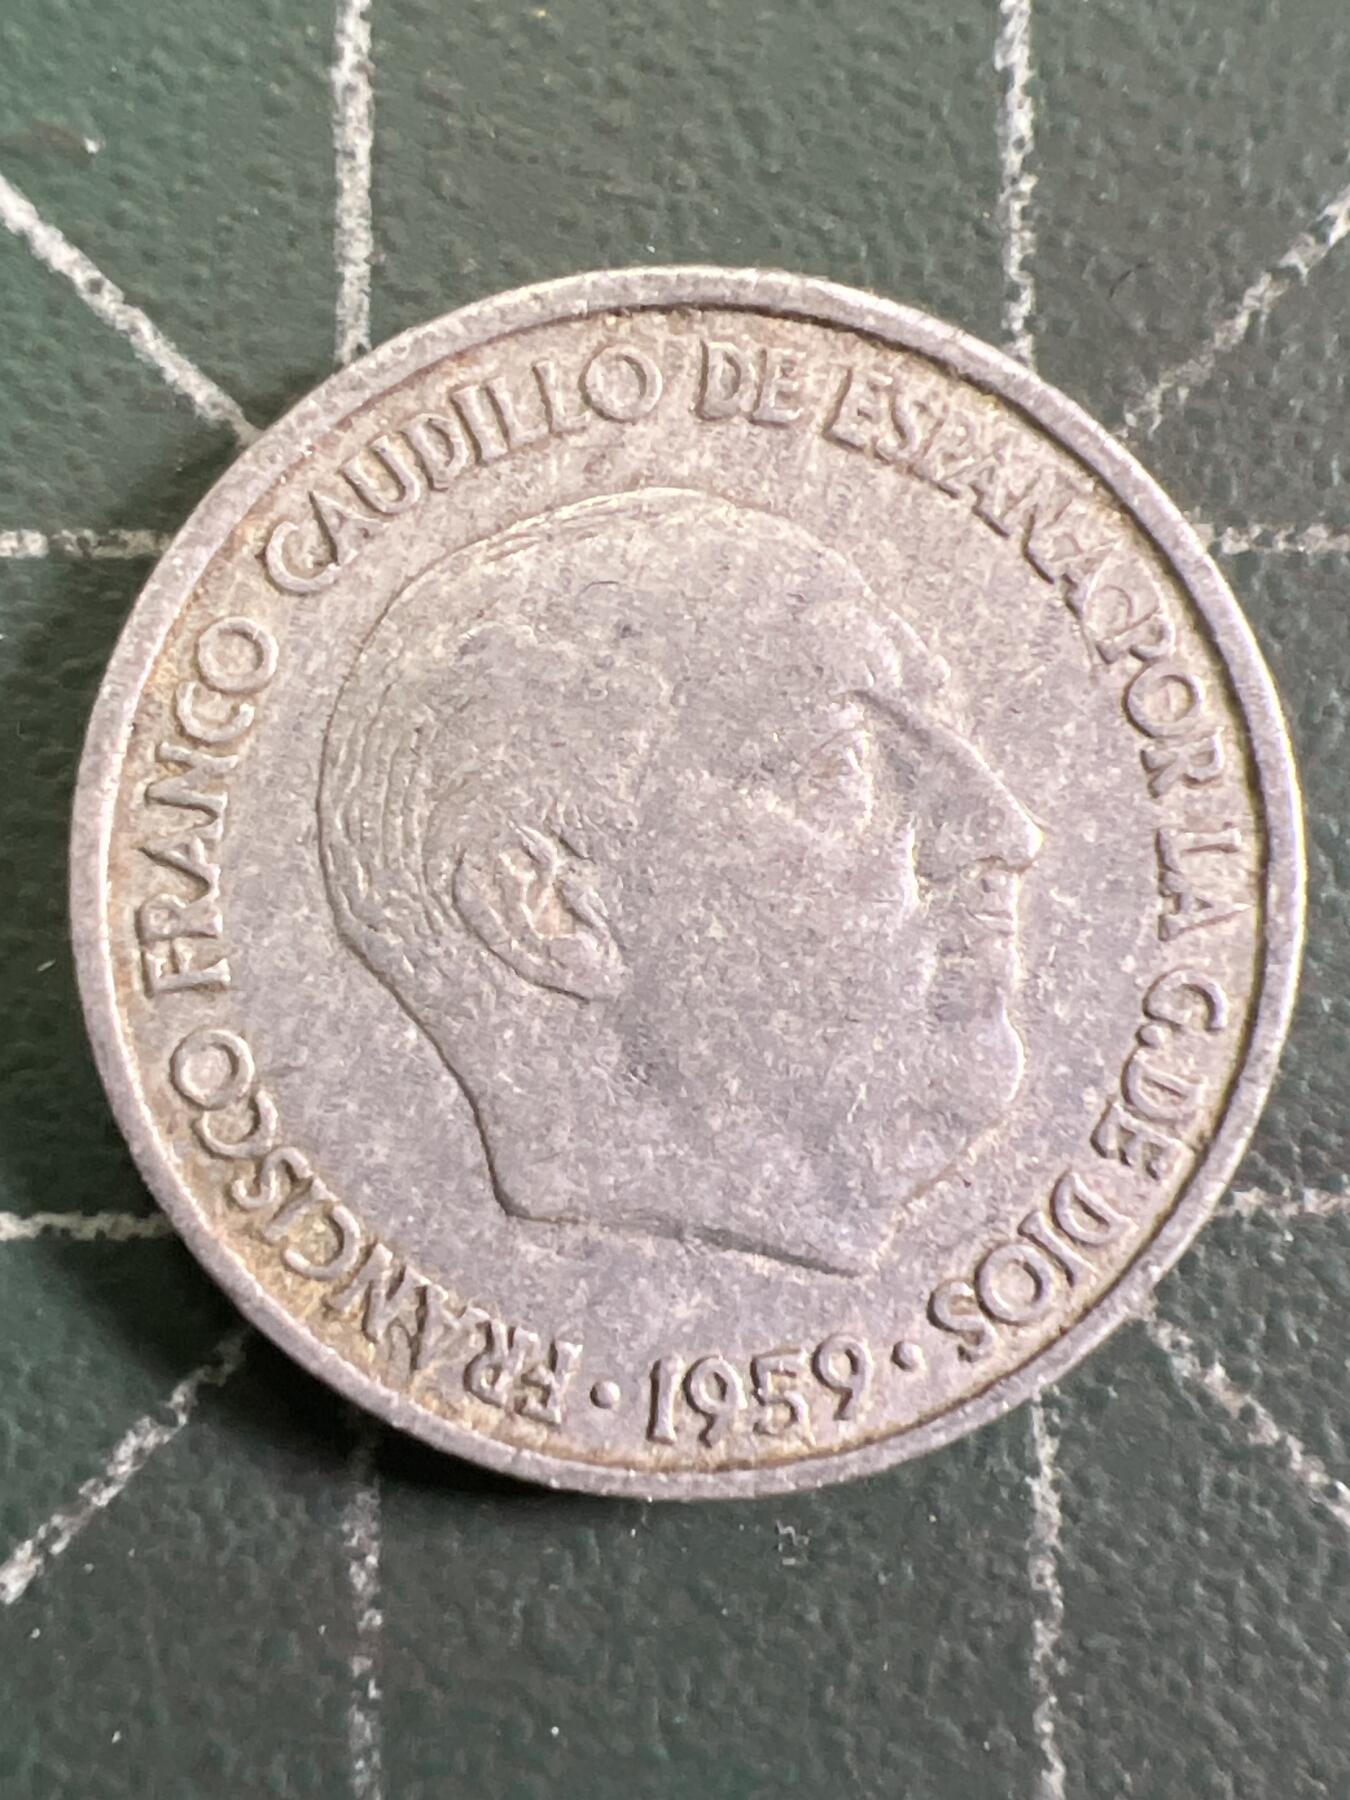 FRANCISCO FRANCO CAUDILLO DE ESPAÑA POR LA G. DE DIOS
· 1959 ·